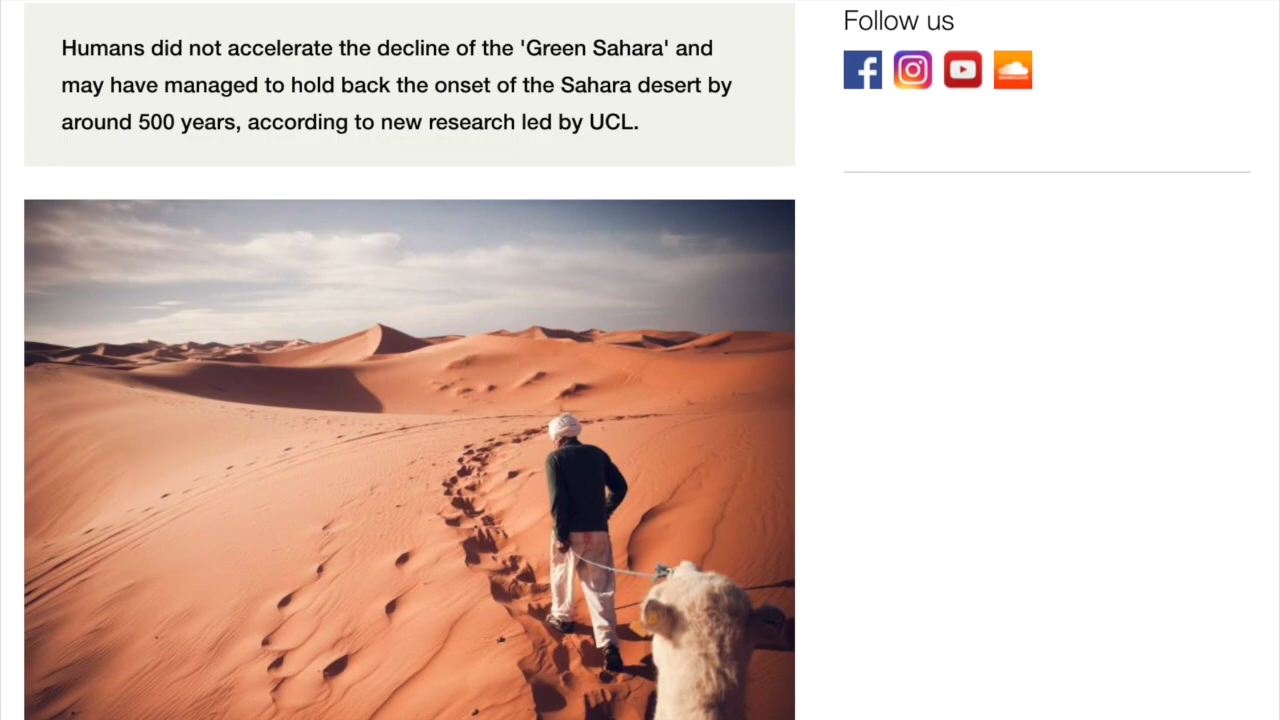 Humans did not accelerate the decline of the 'Green Sahara' and
may have managed to hold back the onset of the Sahara desert by
around 500 years, according to new research led by UCL.
Follow us